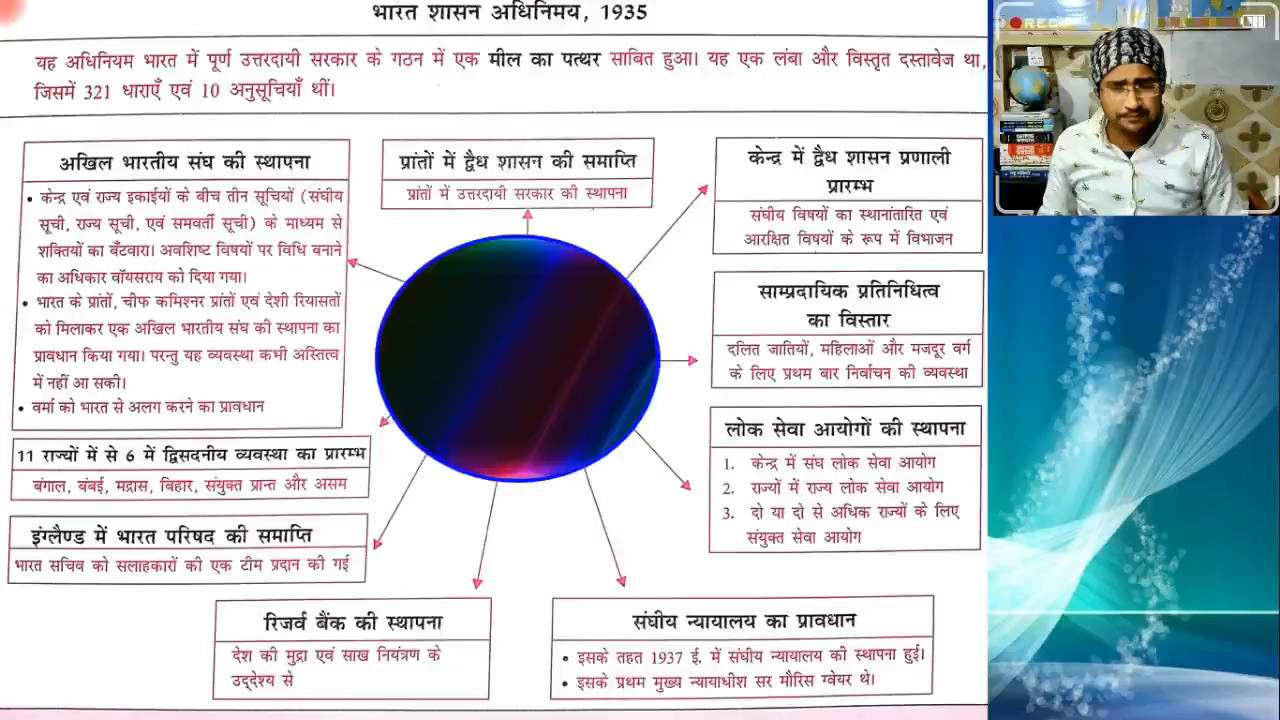 भारत शासन अधिनिमय, 1935
यह अधिनियम भारत में पूर्ण उत्तरदायी सरकार के गठन में एक मील का पत्थर साबित हुआ। यह एक लंबा और विस्तृत दस्तावेज था,
जिसमें 321 धाराएँ एवं 10 अनुसूचियाँ थीं।
अखिल भारतीय संघ की स्थापना
• केन्द्र एवं राज्य इकाईयों के बीच तीन सूचियों (संघीय
सूची, राज्य सूची, एवं समवर्ती सूची) के माध्यम से
शक्तियों का बँटवारा। अवशिष्ट विषयों पर विधि बनाने
का अधिकार वॉयसराय को दिया गया।
• भारत के प्रांतों, चीफ कमिश्नर प्रांतों एवं देशी रियासतों
को मिलाकर एक अखिल भारतीय संघ की स्थापना का
प्रावधान किया गया। परन्तु यह व्यवस्था कभी अस्तित्व
में नहीं आ सकी।
• वर्मा को भारत से अलग करने का प्रावधान
प्रांतों में द्वैध शासन की समाप्ति
प्रांतों में उत्तरदायी सरकार की स्थापना
केन्द्र में द्वैध शासन प्रणाली
प्रारम्भ
संघीय विषयों का स्थानांतारित एवं
आरक्षित विषयों के रूप में विभाजन
साम्प्रदायिक प्रतिनिधित्व
का विस्तार
दलित जातियों, महिलाओं और मजदूर वर्ग
के लिए प्रथम बार निर्वाचन की व्यवस्था
लोक सेवा आयोगों की स्थापना
1. केन्द्र में संघ लोक सेवा आयोग
2. राज्यों में राज्य लोक सेवा आयोग
3. दो या दो से अधिक राज्यों के लिए
संयुक्त सेवा आयोग
11 राज्यों में से 6 में द्विसदनीय व्यवस्था का प्रारम्भ
बंगाल, बंबई, मद्रास, बिहार, संयुक्त प्रान्त और असम
इंग्लैण्ड में भारत परिषद की समाप्ति
भारत सचिव को सलाहकारों की एक टीम प्रदान की गई
रिजर्व बैंक की स्थापना
देश की मुद्रा एवं साख नियंत्रण के
उद्देश्य से
संघीय न्यायालय का प्रावधान
• इसके तहत 1937 ई. में संघीय न्यायालय की स्थापना हुई।
• इसके प्रथम मुख्य न्यायाधीश सर मौरिस ग्वेयर थे।
REC